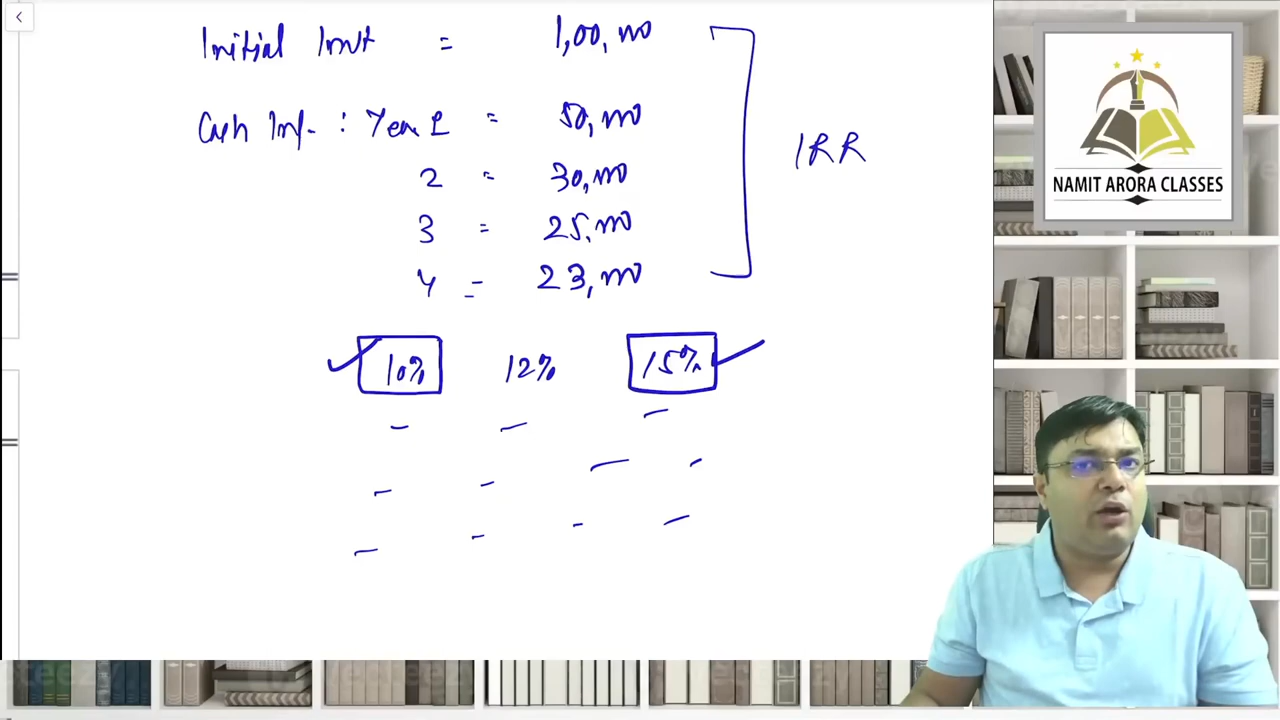 Initial Invt = 1,00,000
Cash Inf. : Year 1 = 50,000
2 = 30,000
3 = 25,000
4 = 23,000
IRR
10% 12% 15%
NAMIT ARORA CLASSES